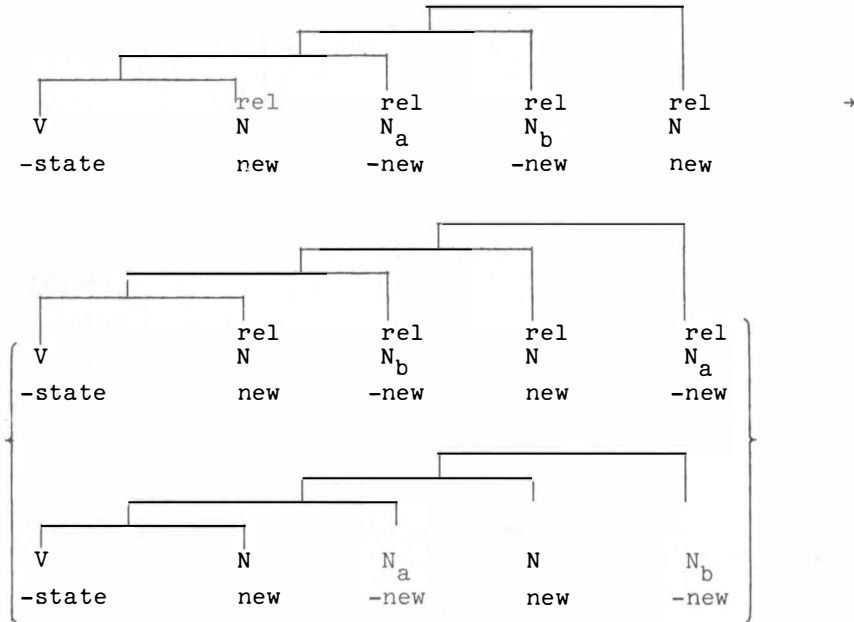 rel rel rel rel →
V N N_a N_b N
-state new -new -new new
rel rel rel rel
V N N_b N N_a
-state new -new new -new
V N N_a N N_b
-state new -new new -new